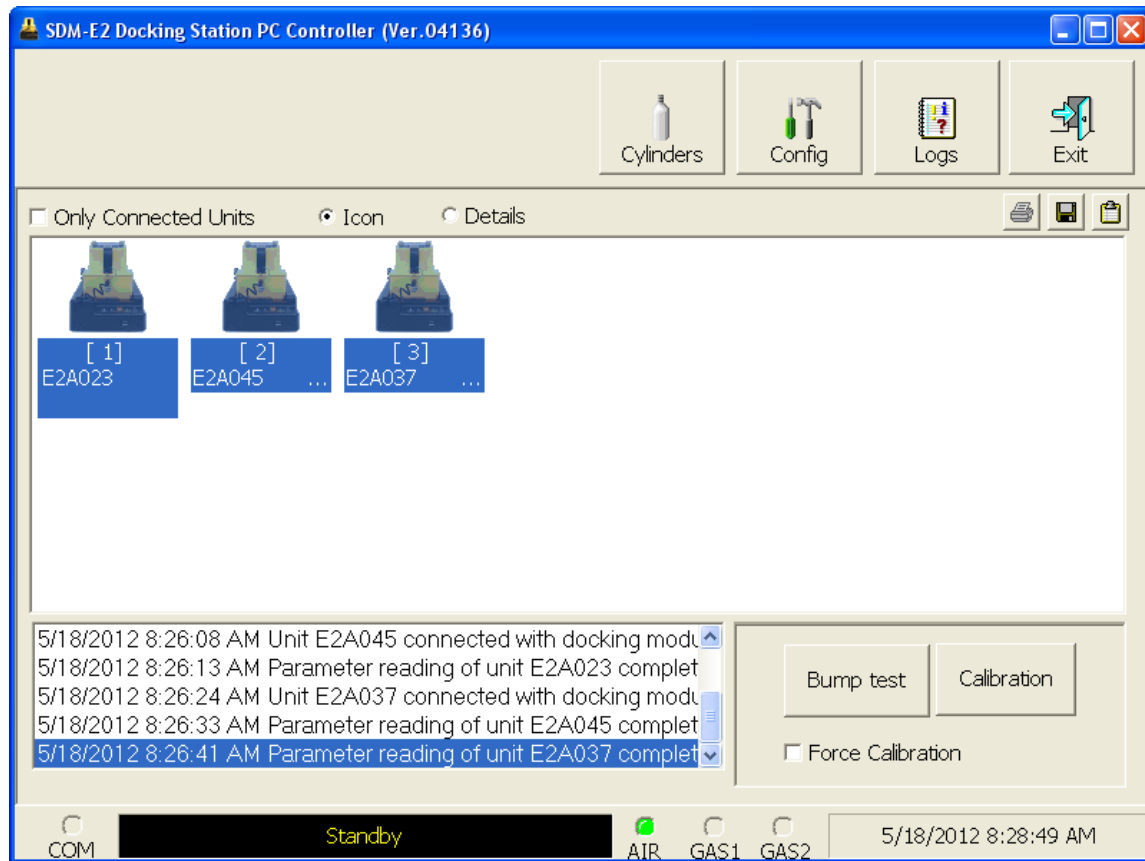 SDM-E2 Docking Station PC Controller (Ver.04136)
Cylinders
Config
Logs
Exit
Only Connected Units
Icon
Details
[ 1]
E2A023
[ 2]
E2A045 ...
[ 3]
E2A037 ...
5/18/2012 8:26:08 AM Unit E2A045 connected with docking modu
5/18/2012 8:26:13 AM Parameter reading of unit E2A023 complet
5/18/2012 8:26:24 AM Unit E2A037 connected with docking modu
5/18/2012 8:26:33 AM Parameter reading of unit E2A045 complet
5/18/2012 8:26:41 AM Parameter reading of unit E2A037 complet
Bump test
Calibration
Force Calibration
COM
Standby
AIR
GAS1
GAS2
5/18/2012 8:28:49 AM